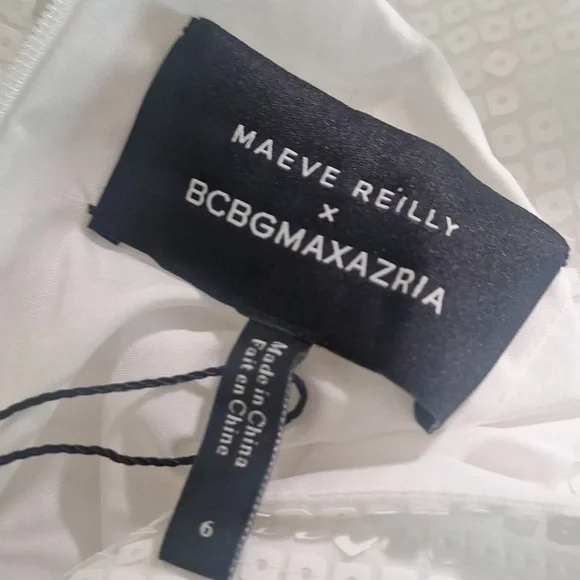 MAEVE REiLLY
x
BCBGMAXAZRIA
Made in China
Fait en Chine
6